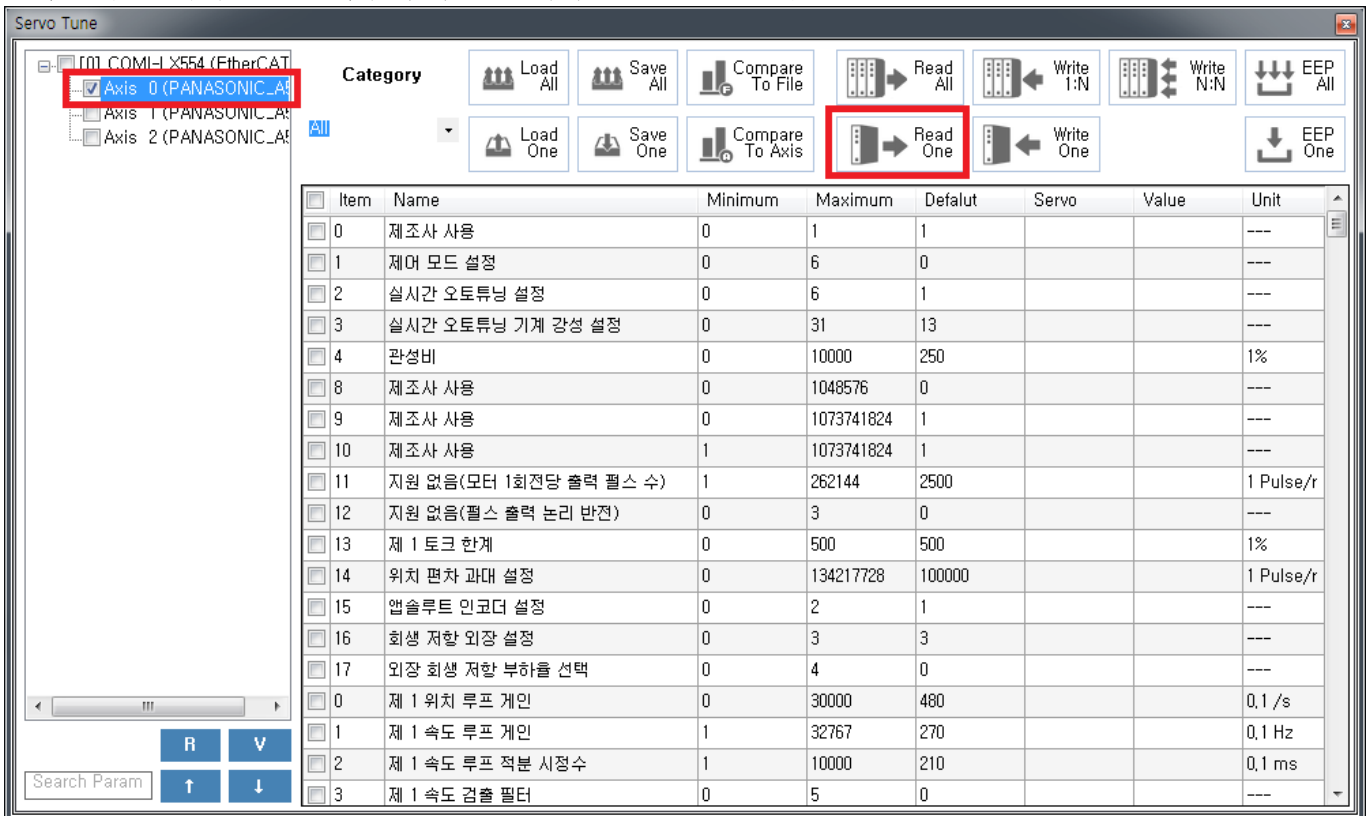 Servo Tune
[0] COMI-LX554 (EtherCAT
Axis 0 (PANASONIC_A5
Axis 1 (PANASONIC_A5
Axis 2 (PANASONIC_A5
Category
All
Load All
Save All
Compare To File
Read All
Write 1:N
Write N:N
EEP All
Load One
Save One
Compare To Axis
Read One
Write One
EEP One
Item Name Minimum Maximum Defalut Servo Value Unit
0 제조사 사용 0 1 1 ---
1 제어 모드 설정 0 6 0 ---
2 실시간 오토튜닝 설정 0 6 1 ---
3 실시간 오토튜닝 기계 강성 설정 0 31 13 ---
4 관성비 0 10000 250 1%
8 제조사 사용 0 1048576 0 ---
9 제조사 사용 0 1073741824 1 ---
10 제조사 사용 1 1073741824 1 ---
11 지원 없음(모터 1회전당 출력 펄스 수) 1 262144 2500 1 Pulse/r
12 지원 없음(펄스 출력 논리 반전) 0 3 0 ---
13 제 1 토크 한계 0 500 500 1%
14 위치 편차 과대 설정 0 134217728 100000 1 Pulse/r
15 앱솔루트 인코더 설정 0 2 1 ---
16 회생 저항 외장 설정 0 3 3 ---
17 외장 회생 저항 부하율 선택 0 4 0 ---
0 제 1 위치 루프 게인 0 30000 480 0,1 /s
1 제 1 속도 루프 게인 1 32767 270 0,1 Hz
2 제 1 속도 루프 적분 시정수 1 10000 210 0,1 ms
3 제 1 속도 검출 필터 0 5 0 ---
R V
Search Param ↑ ↓